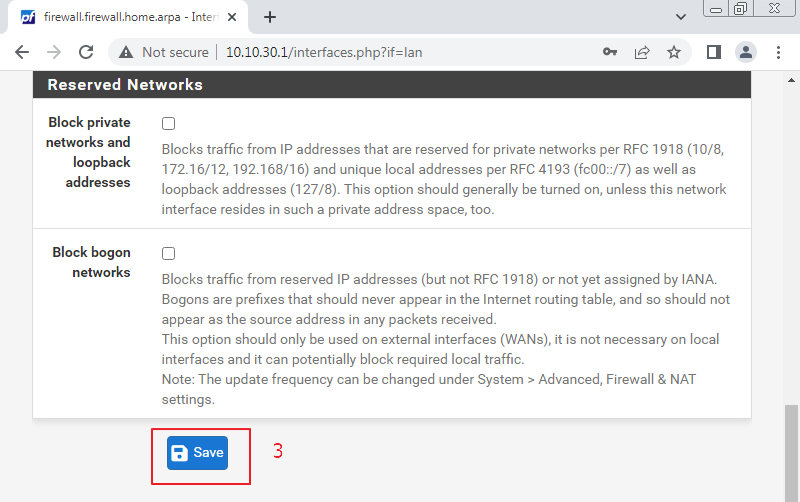 firewall.firewall.home.arpa - Inter
Not secure
10.10.30.1/interfaces.php?if=lan
Reserved Networks
Block private
networks and
loopback
addresses
Blocks traffic from IP addresses that are reserved for private networks per RFC 1918 (10/8,
172.16/12, 192.168/16) and unique local addresses per RFC 4193 (fc00::/7) as well as
loopback addresses (127/8). This option should generally be turned on, unless this network
interface resides in such a private address space, too.
Block bogon
networks
Blocks traffic from reserved IP addresses (but not RFC 1918) or not yet assigned by IANA.
Bogons are prefixes that should never appear in the Internet routing table, and so should not
appear as the source address in any packets received.
This option should only be used on external interfaces (WANs), it is not necessary on local
interfaces and it can potentially block required local traffic.
Note: The update frequency can be changed under System > Advanced, Firewall & NAT
settings.
Save
3